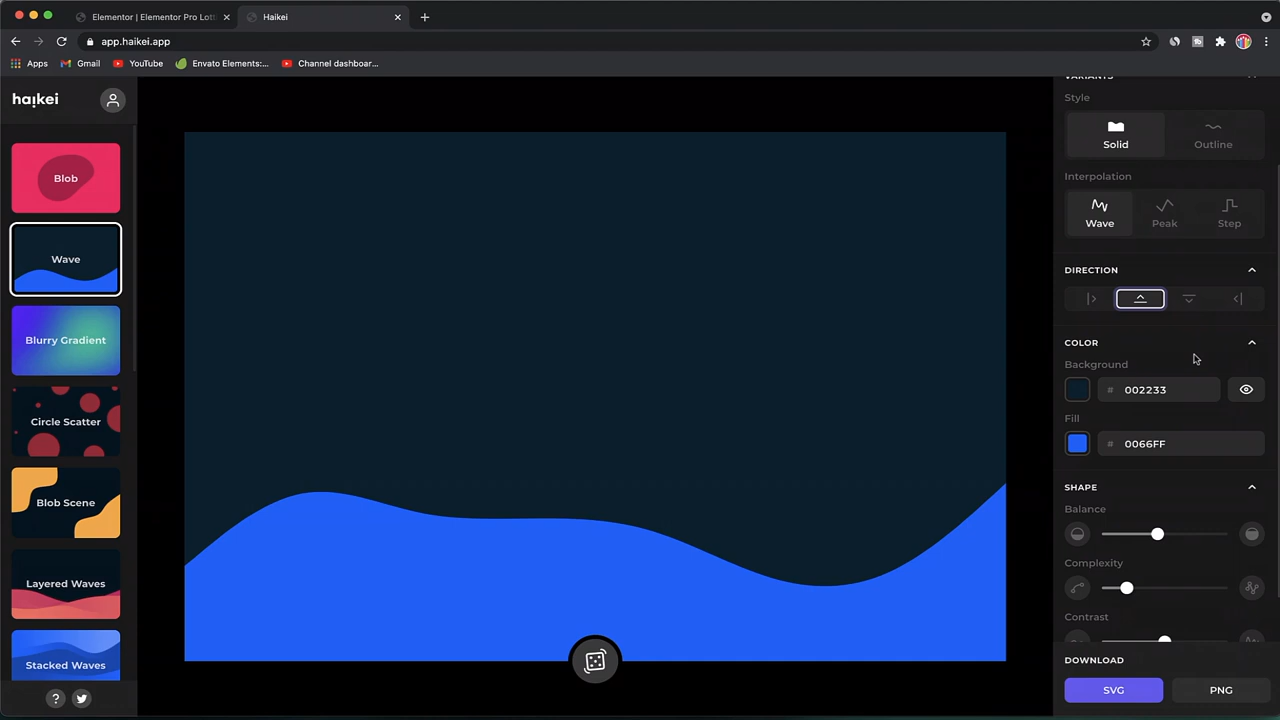 Elementor | Elementor Pro Lott
Haikei
app.haikei.app
Apps
Gmail
YouTube
Envato Elements:...
Channel dashboar...
haikei
Blob
Wave
Blurry Gradient
Circle Scatter
Blob Scene
Layered Waves
Stacked Waves
?
VARIANTS
Style
Solid
Outline
Interpolation
Wave
Peak
Step
DIRECTION
COLOR
Background
# 002233
Fill
# 0066FF
SHAPE
Balance
Complexity
Contrast
DOWNLOAD
SVG
PNG